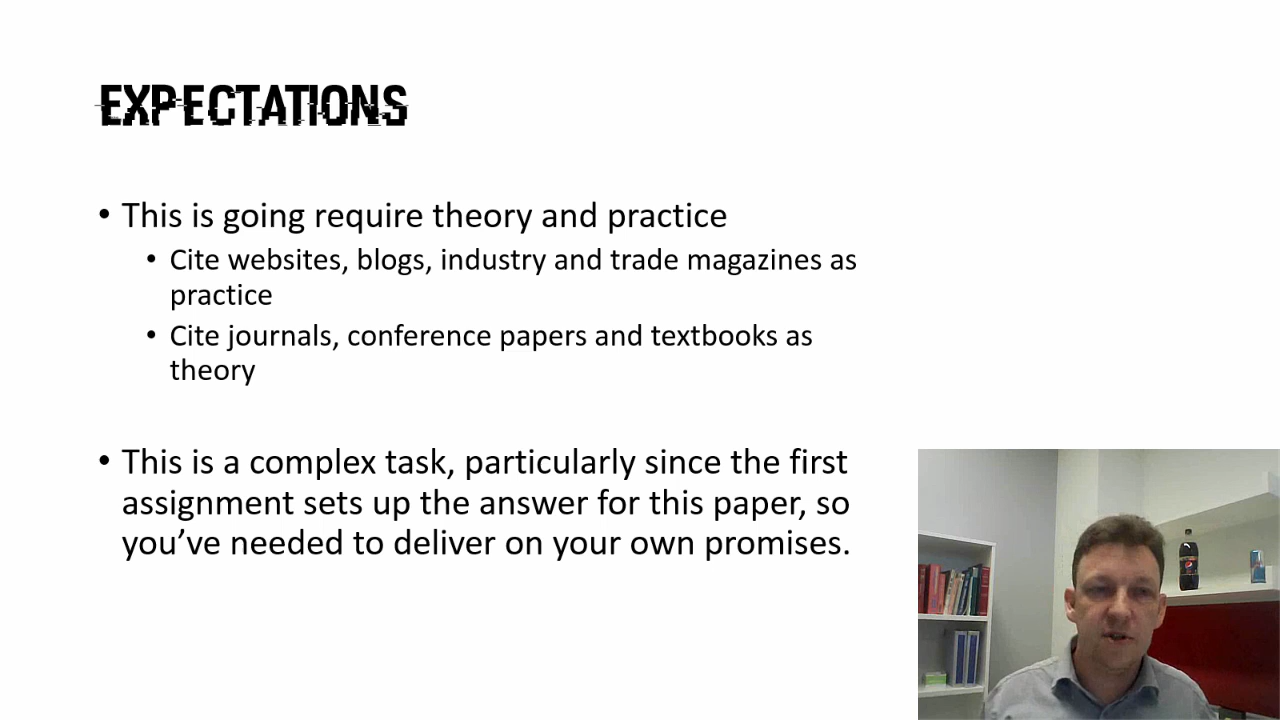 EXPECTATIONS
• This is going require theory and practice
• Cite websites, blogs, industry and trade magazines as
practice
• Cite journals, conference papers and textbooks as
theory
• This is a complex task, particularly since the first
assignment sets up the answer for this paper, so
you’ve needed to deliver on your own promises.